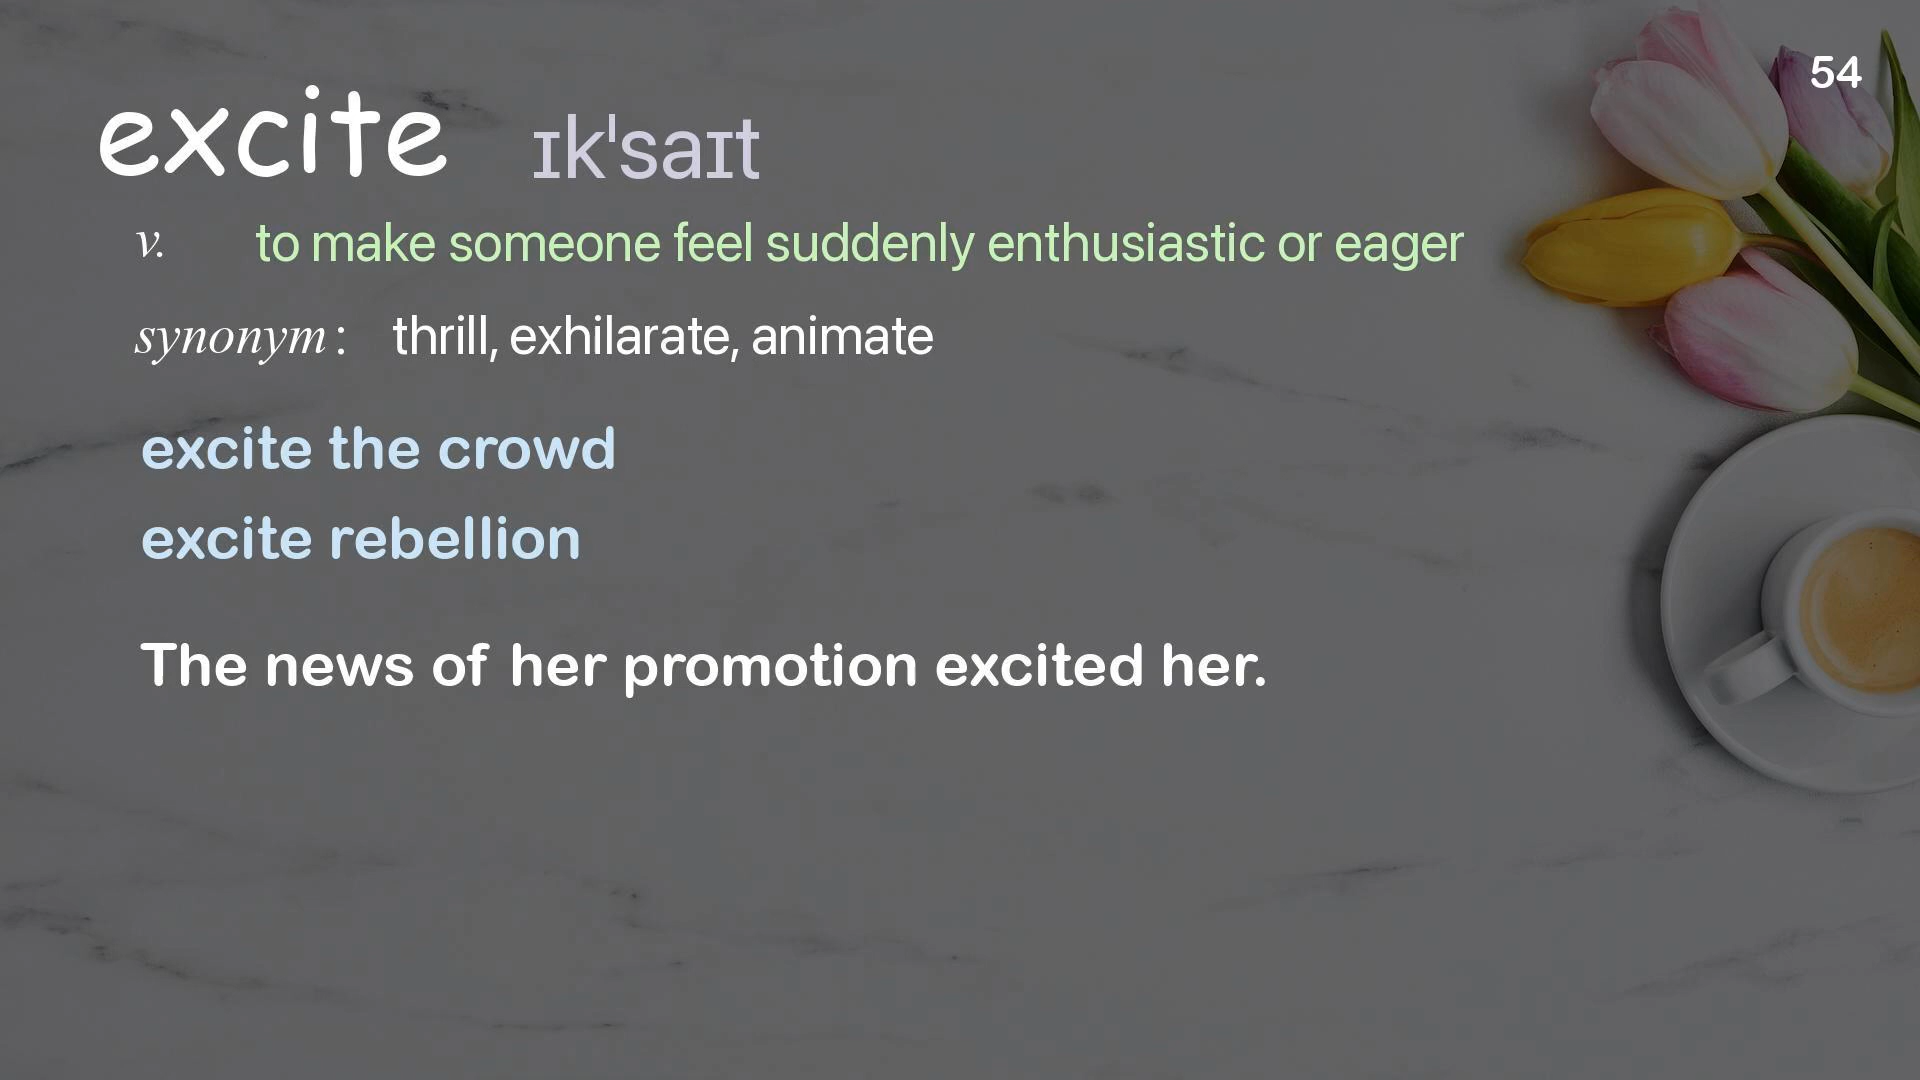 54
excite ɪkˈsaɪt
v. to make someone feel suddenly enthusiastic or eager
synonym: thrill, exhilarate, animate
excite the crowd
excite rebellion
The news of her promotion excited her.